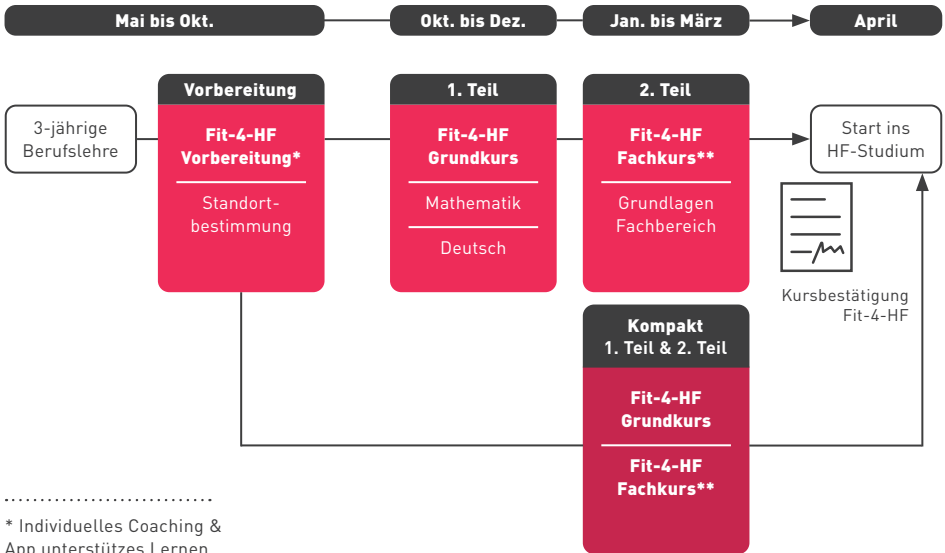 Mai bis Okt.
Okt. bis Dez.
Jan. bis März
April
3-jährige
Berufslehre
Vorbereitung
Fit-4-HF
Vorbereitung*
Standort-
bestimmung
1. Teil
Fit-4-HF
Grundkurs
Mathematik
Deutsch
2. Teil
Fit-4-HF
Fachkurs**
Grundlagen
Fachbereich
Start ins
HF-Studium
Kursbestätigung
Fit-4-HF
Kompakt
1. Teil & 2. Teil
Fit-4-HF
Grundkurs
Fit-4-HF
Fachkurs**
* Individuelles Coaching &
App unterstützes Lernen